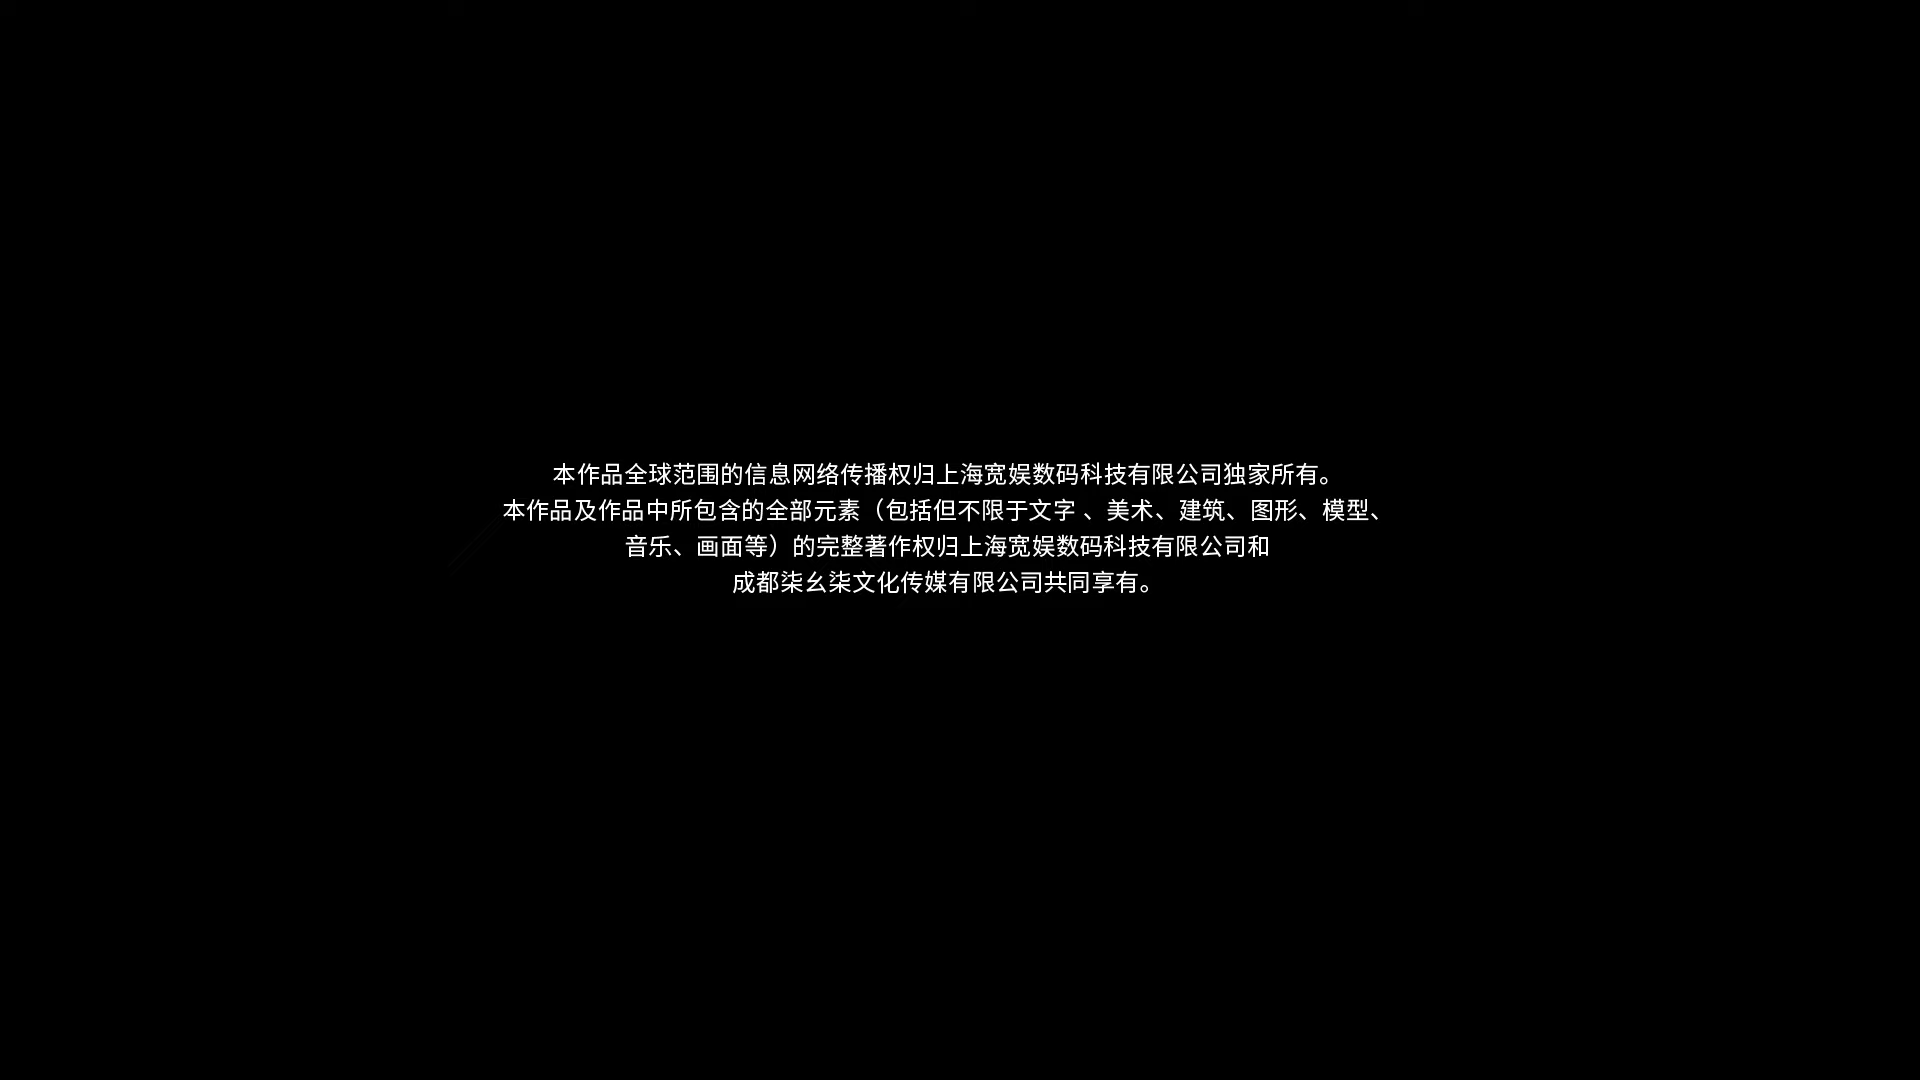 本作品全球范围的信息网络传播权归上海宽娱数码科技有限公司独家所有。
本作品及作品中所包含的全部元素（包括但不限于文字 、美术、建筑、图形、模型、
音乐、画面等）的完整著作权归上海宽娱数码科技有限公司和
成都柒幺柒文化传媒有限公司共同享有。